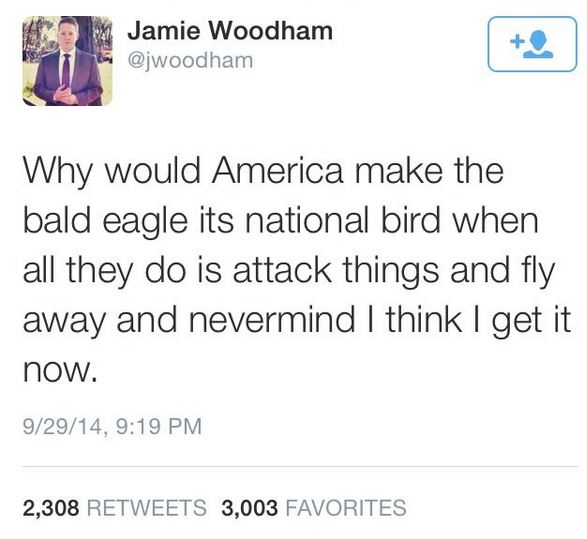 Jamie Woodham
@jwoodham
Why would America make the
bald eagle its national bird when
all they do is attack things and fly
away and nevermind I think I get it
now.
9/29/14, 9:19 PM
2,308 RETWEETS 3,003 FAVORITES